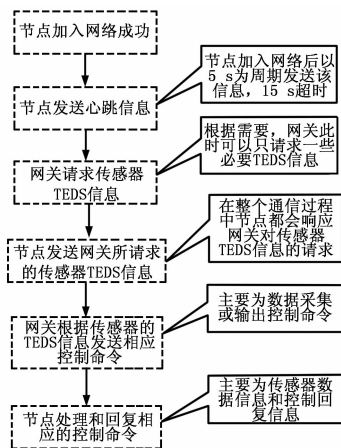 节点加入网络成功
节点加入网络后以
5 s为周期发送该
信息，15 s超时
节点发送心跳信息
根据需要，网关此
时可以只请求一些
必要TEDS信息
网关请求传感器
TEDS信息
在整个通信过程
中节点都会响应
网关对传感器
TEDS信息的请求
节点发送网关所请求
的传感器TEDS信息
主要为数据采集
或输出控制命令
网关根据传感器的
TEDS信息发送相应
控制命令
主要为传感器数
据信息和控制回
复信息
节点处理和回复相
应的控制命令